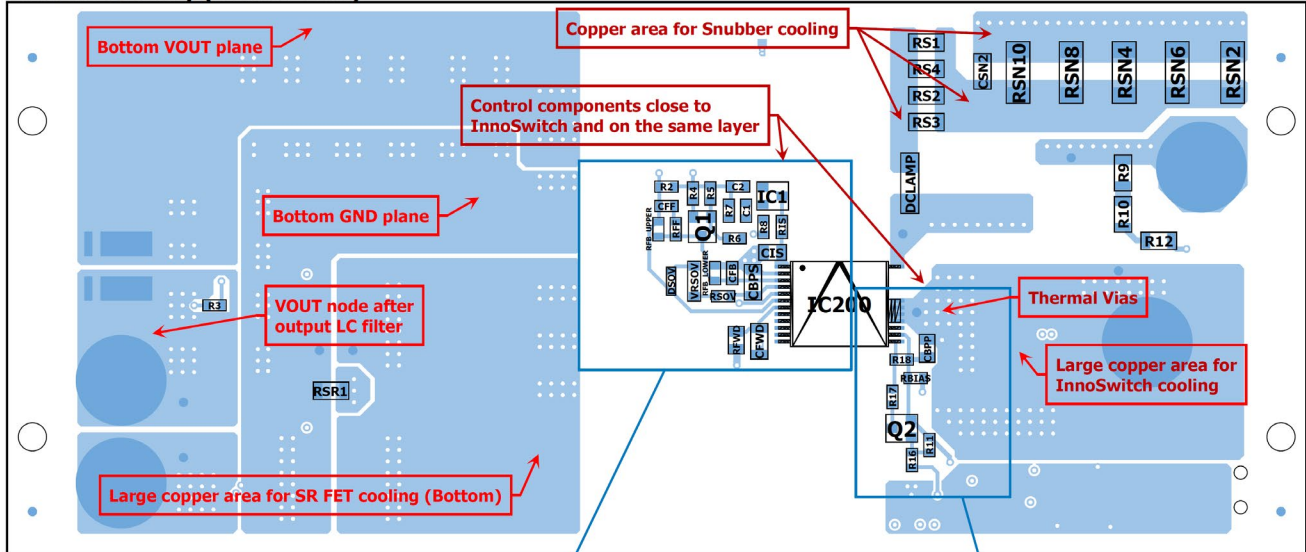 Bottom VOUT plane
Copper area for Snubber cooling
RS1
RS4
RS2
RS3
CSN2
RSN10
RSN8
RSN4
RSN6
RSN2
Control components close to
InnoSwitch and on the same layer
DCLAMP
R9
R10
R12
Bottom GND plane
R2
R4
R5
C2
IC1
CFF
R7
C1
RFB_UPPER
RFF
Q1
R6
R8
RIS
CIS
DSOV
VRSOV
RFB_LOWER
CFB
CBPS
RSOV
IC200
RFWD
CFWD
Thermal Vias
R3
VOUT node after
output LC filter
R18
CBPP
RBIAS
Large copper area for
InnoSwitch cooling
RSR1
R17
Q2
R11
R16
Large copper area for SR FET cooling (Bottom)